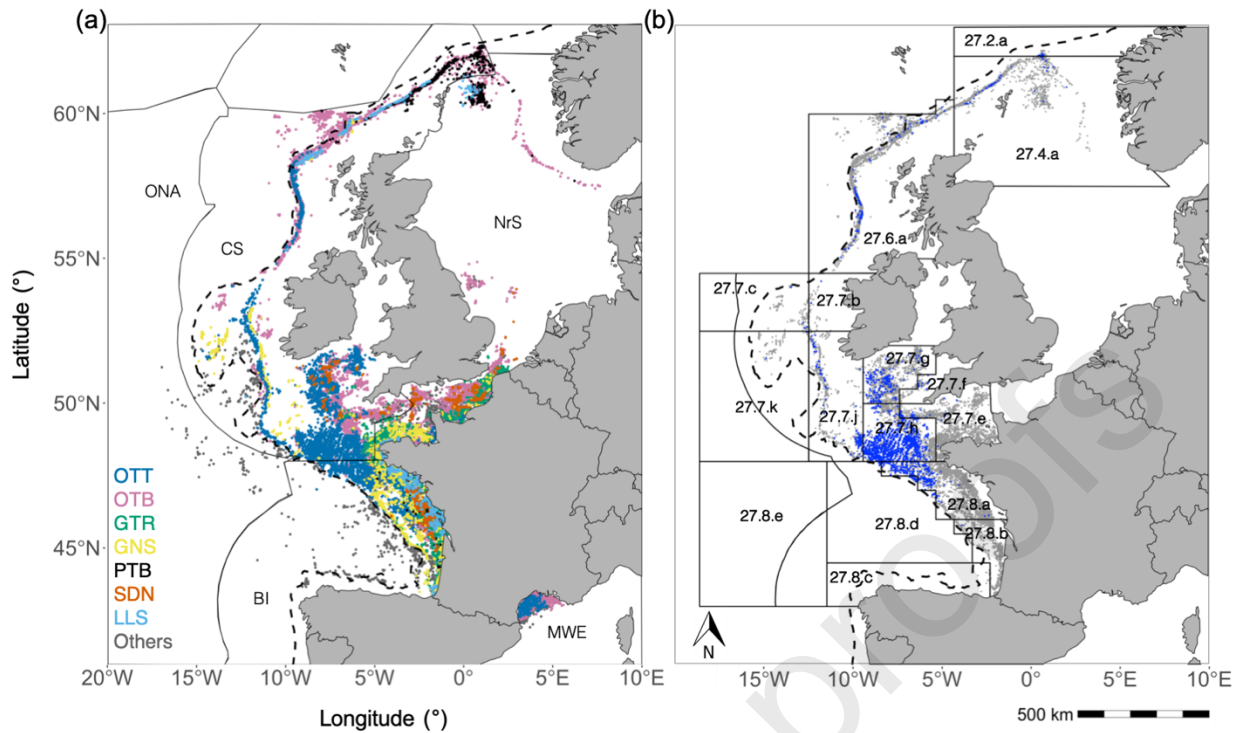 (a)
(b)
Latitude (°)
60°N
55°N
50°N
45°N
ONA
CS
NrS
BI
MWE
OTT
OTB
GTR
GNS
PTB
SDN
LLS
Others
20°W
15°W
10°W
5°W
0°
5°E
10°E
Longitude (°)
27.2.a
27.4.a
27.6.a
27.7.c
27.7.b
27.7.g
27.7.f
27.7.k
27.7.j
27.7.h
27.7.e
27.8.e
27.8.d
27.8.a
27.8.b
27.8.c
N
15°W
10°W
5°W
0°
5°E
10°E
500 km
proofs